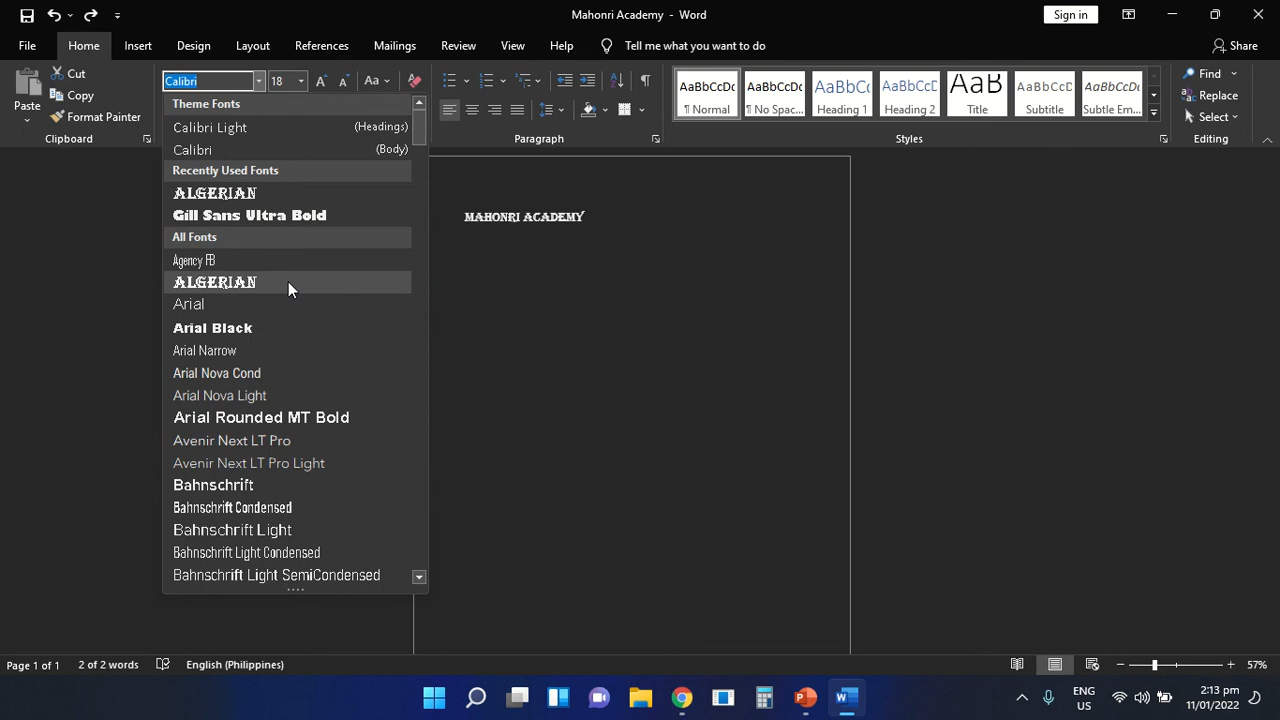 Mahonri Academy - Word
Sign in
File Home Insert Design Layout References Mailings Review View Help Tell me what you want to do Share
Paste
Cut
Copy
Format Painter
Clipboard
Calibri 18 Aa
Theme Fonts
Calibri Light (Headings)
Calibri (Body)
Recently Used Fonts
ALGERIAN
Gill Sans Ultra Bold
All Fonts
Agency FB
ALGERIAN
Arial
Arial Black
Arial Narrow
Arial Nova Cond
Arial Nova Light
Arial Rounded MT Bold
Avenir Next LT Pro
Avenir Next LT Pro Light
Bahnschrift
Bahnschrift Condensed
Bahnschrift Light
Bahnschrift Light Condensed
Bahnschrift Light SemiCondensed
Paragraph
AaBbCcDc AaBbCcDc AaBbCc AaBbCcD AaB AaBbCcD AaBbCcDc
¶ Normal ¶ No Spac... Heading 1 Heading 2 Title Subtitle Subtle Em...
Styles
Find
Replace
Select
Editing
MAHONRI ACADEMY
Page 1 of 1 2 of 2 words English (Philippines) 57%
ENG
US
2:13 pm
11/01/2022